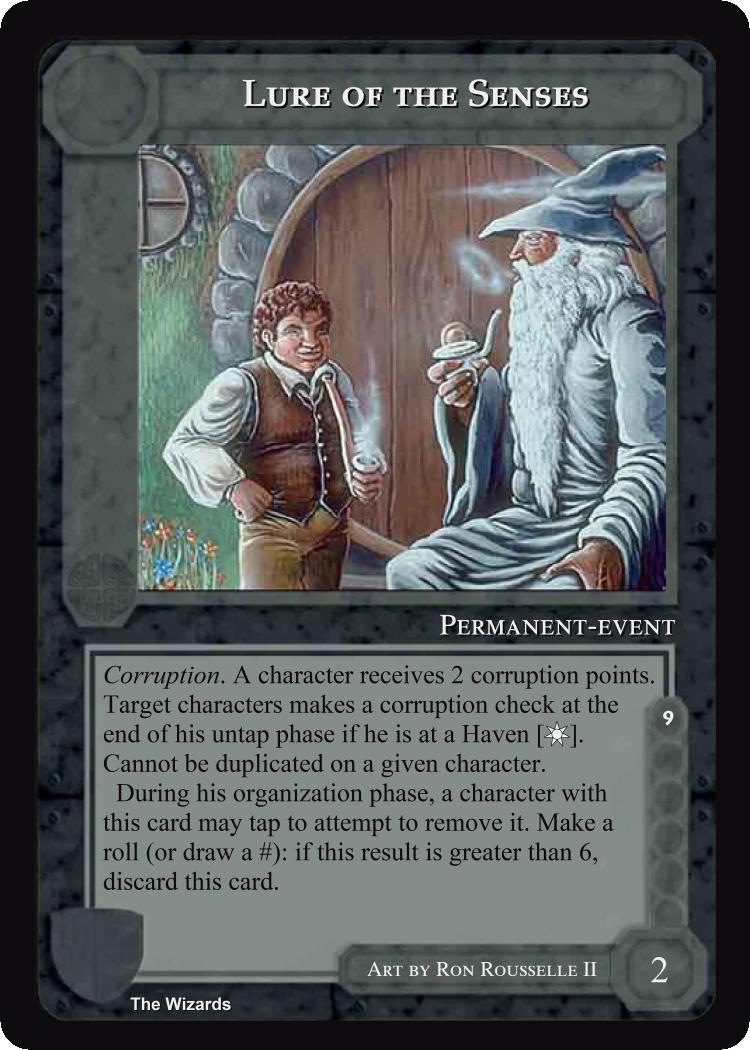 Lure of the Senses
Permanent-event
Corruption. A character receives 2 corruption points.
Target characters makes a corruption check at the
end of his untap phase if he is at a Haven [☀].
Cannot be duplicated on a given character.
During his organization phase, a character with
this card may tap to attempt to remove it. Make a
roll (or draw a #): if this result is greater than 6,
discard this card.
9
Art by Ron Rousselle II
2
The Wizards